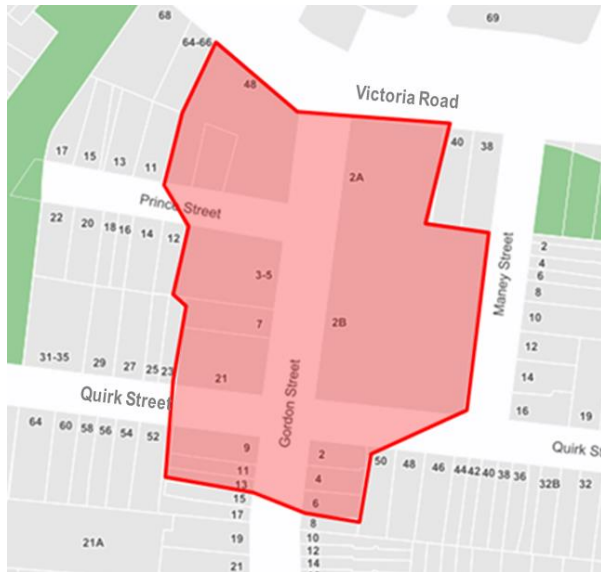 68
69
64-66
48
Victoria Road
40 38
17 15 13 11
2A
Prince Street
22 20 18 16 14 12
Maney Street
2
4
6
8
10
12
14
16
19
3-5
7
2B
31-35 29 27 25 23
21
Gordon Street
Quirk Street
64 60 58 56 54 52
9
11
13
15
17
19
21
2
4
6
8
10
12
14
50 48 46 44 42 40 38 36 32B 32
Quirk St
21A